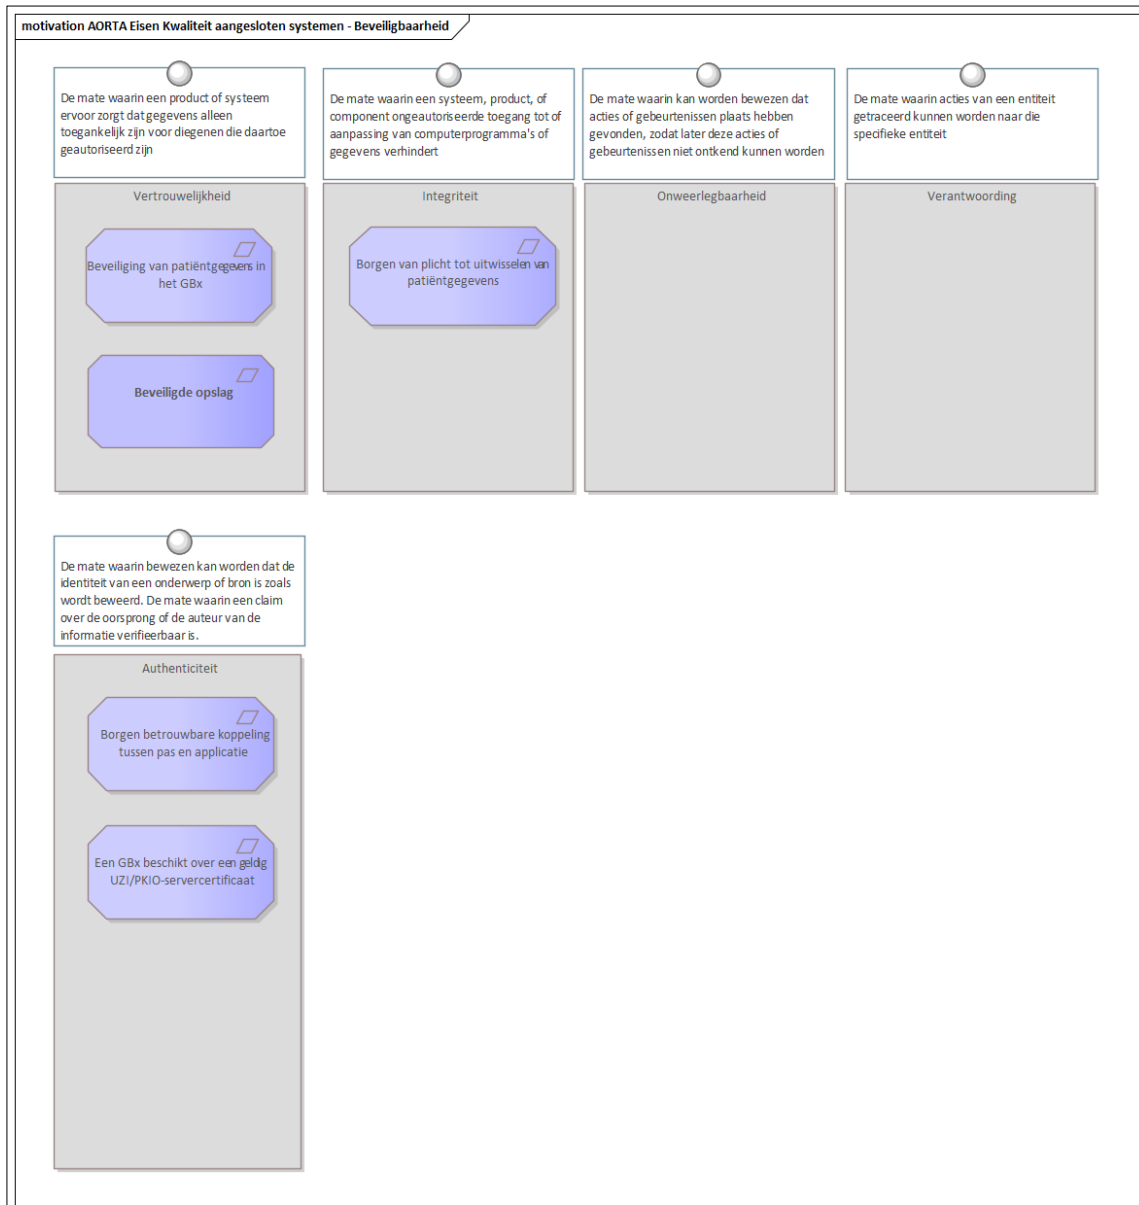 motivation AORTA Eisen Kwaliteit aangesloten systemen - Beveiligbaarheid
De mate waarin een product of systeem
ervoor zorgt dat gegevens alleen
toegankelijk zijn voor diegenen die daartoe
geautoriseerd zijn
De mate waarin een systeem, product, of
component ongeautoriseerde toegang tot of
aanpassing van computerprogramma's of
gegevens verhindert
De mate waarin kan worden bewezen dat
acties of gebeurtenissen plaats hebben
gevonden, zodat later deze acties of
gebeurtenissen niet ontkend kunnen worden
De mate waarin acties van een entiteit
getraceerd kunnen worden naar die
specifieke entiteit
Vertrouwelijkheid
Beveiliging van patiëntgegevens in
het GBx
Beveiligde opslag
Integriteit
Borgen van plicht tot uitwisselen van
patiëntgegevens
Onweerlegbaarheid
Verantwoording
De mate waarin bewezen kan worden dat de
identiteit van een onderwerp of bron is zoals
wordt beweerd. De mate waarin een claim
over de oorsprong of de auteur van de
informatie verifieerbaar is.
Authenticiteit
Borgen betrouwbare koppeling
tussen pas en applicatie
Een GBx beschikt over een geldig
UZI/PKIO-servercertificaat